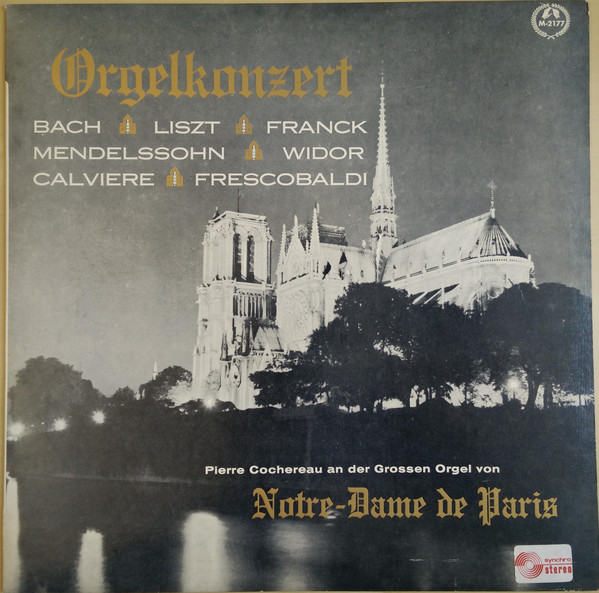 M-2177
Orgelkonzert
BACH LISZT FRANCK
MENDELSSOHN WIDOR
CALVIERE FRESCOBALDI
Pierre Cochereau an der Grossen Orgel von
Notre-Dame de Paris
synchro
stereo